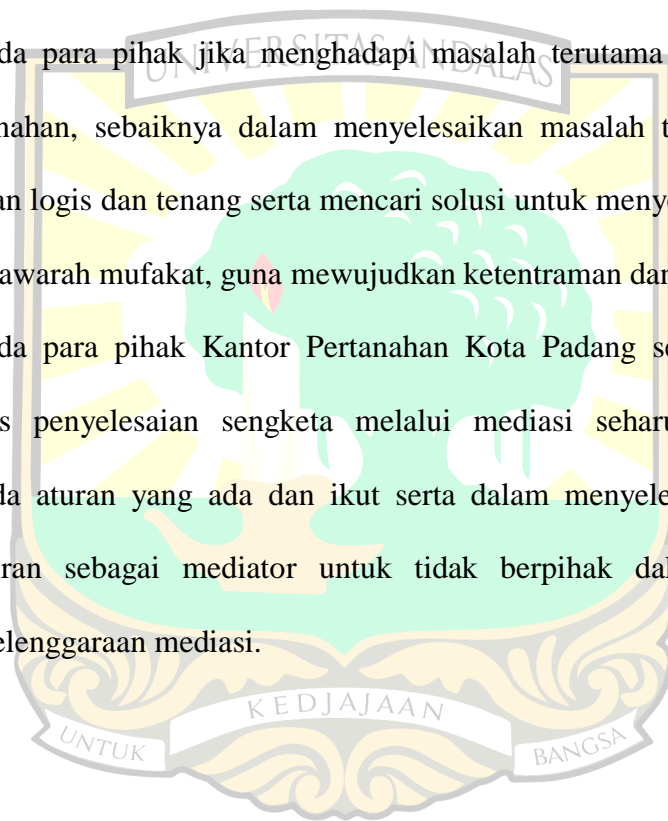 da para pihak jika menghadapi masalah terutama
nahan, sebaiknya dalam menyelesaikan masalah t
an logis dan tenang serta mencari solusi untuk menye
awarah mufakat, guna mewujudkan ketentraman dan
da para pihak Kantor Pertanahan Kota Padang se
s penyelesaian sengketa melalui mediasi seharu
da aturan yang ada dan ikut serta dalam menyele
ran sebagai mediator untuk tidak berpihak dal
elenggaraan mediasi.
UNIVERSITAS ANDALAS
KEDJAJAAN
UNTUK
BANGSA